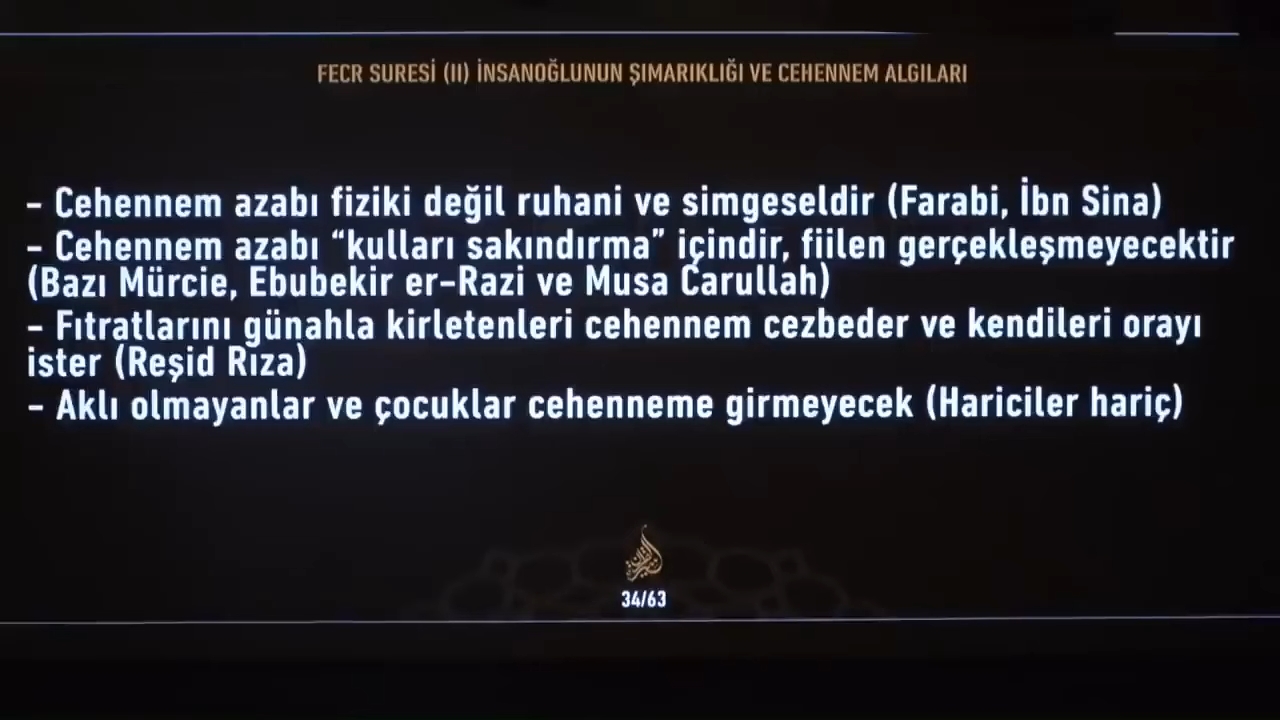 FECR SURESİ (II) İNSANOĞLUNUN ŞIMARIKLIĞI VE CEHENNEM ALGILARI
– Cehennem azabı fiziki değil ruhani ve simgeseldir (Farabi, İbn Sina)
– Cehennem azabı “kulları sakındırma” içindir, fiilen gerçekleşmeyecektir
(Bazı Mürcie, Ebubekir er–Razi ve Musa Carullah)
– Fıtratlarını günahla kirletenleri cehennem cezbeder ve kendileri orayı
ister (Reşid Rıza)
– Aklı olmayanlar ve çocuklar cehenneme girmeyecek (Hariciler hariç)
34/63